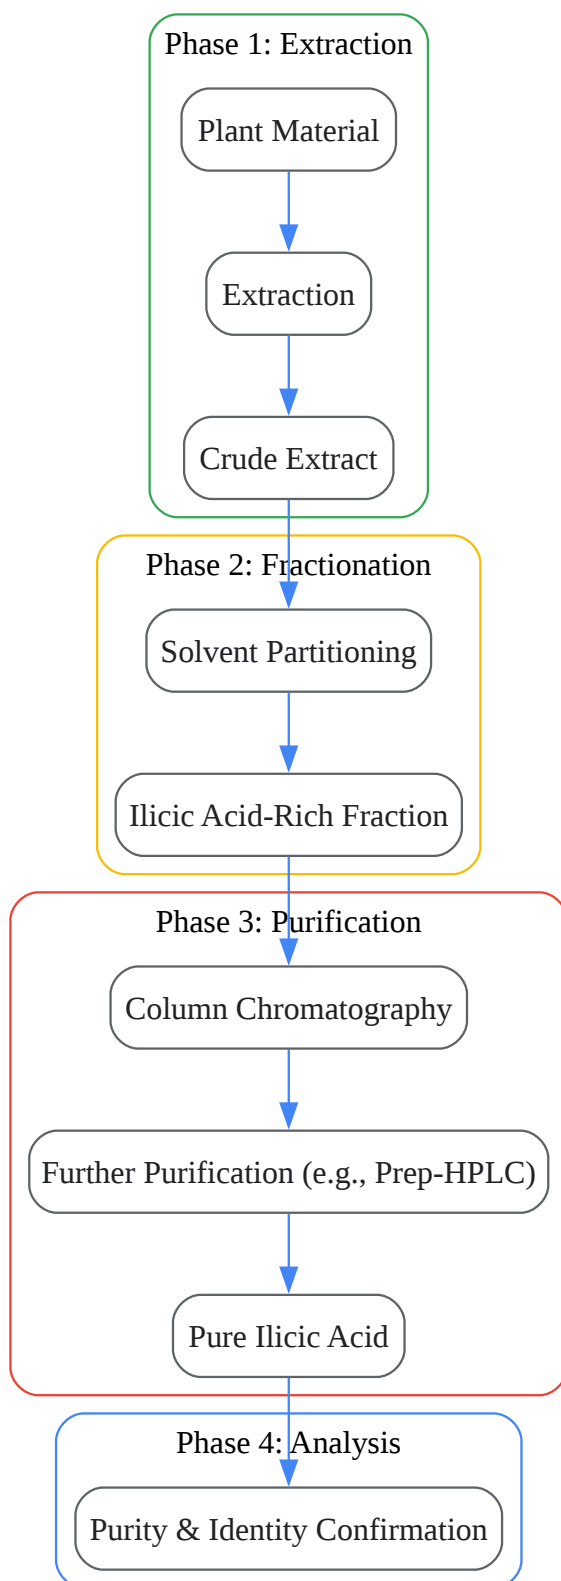 Phase 1: Extraction
Plant Material
Extraction
Crude Extract
Phase 2: Fractionation
Solvent Partitioning
Ilicic Acid-Rich Fraction
Phase 3: Purification
Column Chromatography
Further Purification (e.g., Prep-HPLC)
Pure Ilicic Acid
Phase 4: Analysis
Purity & Identity Confirmation